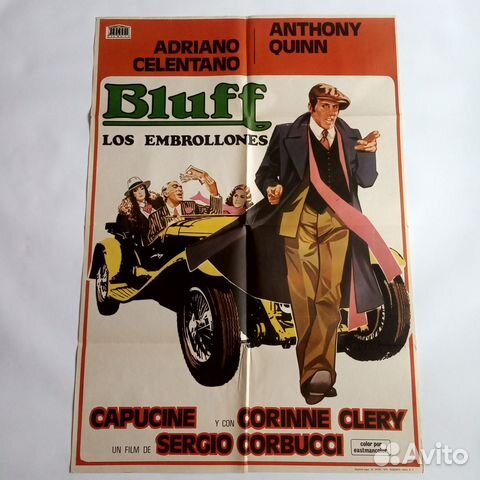 ADRIANO
CELENTANO
ANTHONY
QUINN
Bluff
LOS EMBROLLONES
CAPUCINE Y CON CORINNE CLERY
UN FILM DE SERGIO CORBUCCI
color por
eastmancolor
Avito